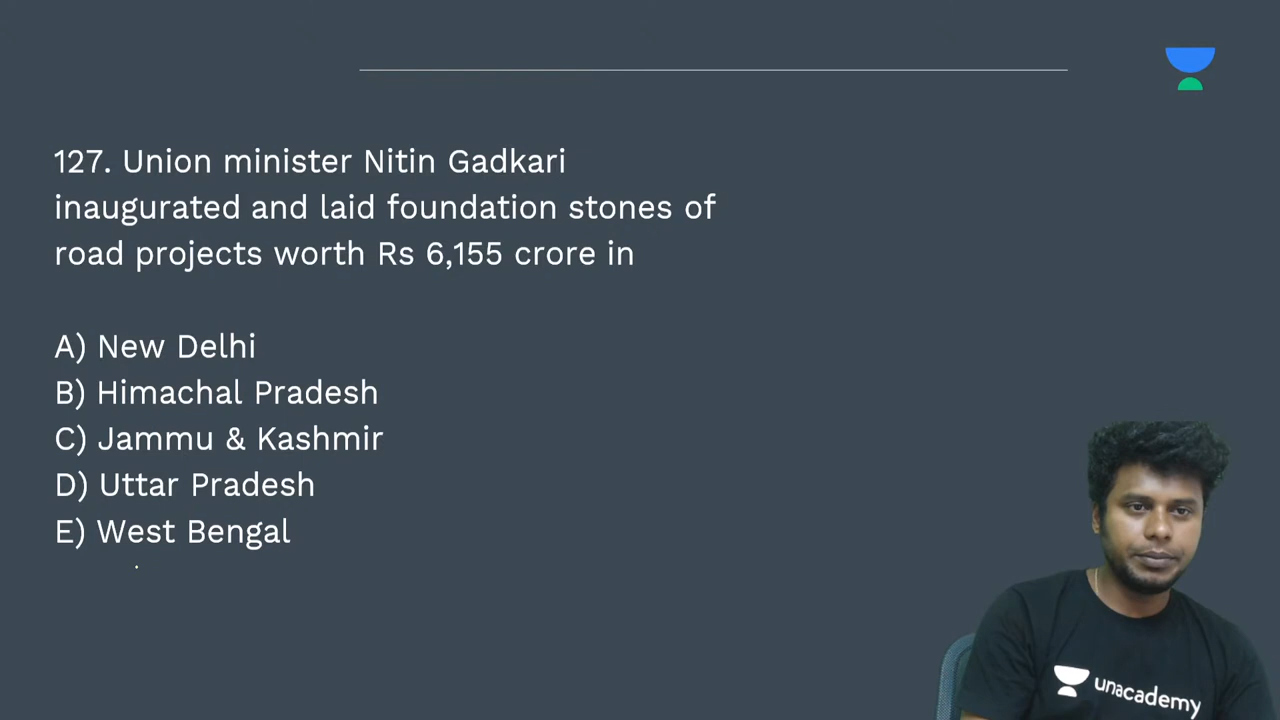 127. Union minister Nitin Gadkari
inaugurated and laid foundation stones of
road projects worth Rs 6,155 crore in
A) New Delhi
B) Himachal Pradesh
C) Jammu & Kashmir
D) Uttar Pradesh
E) West Bengal
unacademy